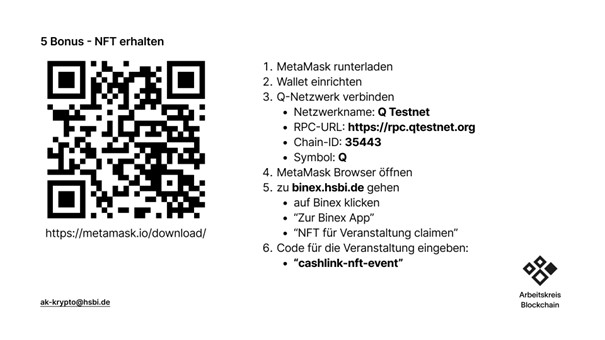 5 Bonus - NFT erhalten
https://metamask.io/download/
1. MetaMask runterladen
2. Wallet einrichten
3. Q-Netzwerk verbinden
• Netzwerkname: Q Testnet
• RPC-URL: https://rpc.qtestnet.org
• Chain-ID: 35443
• Symbol: Q
4. MetaMask Browser öffnen
5. zu binex.hsbi.de gehen
• auf Binex klicken
• "Zur Binex App"
• "NFT für Veranstaltung claimen"
6. Code für die Veranstaltung eingeben:
• "cashlink-nft-event"
ak-krypto@hsbi.de
Arbeitskreis
Blockchain